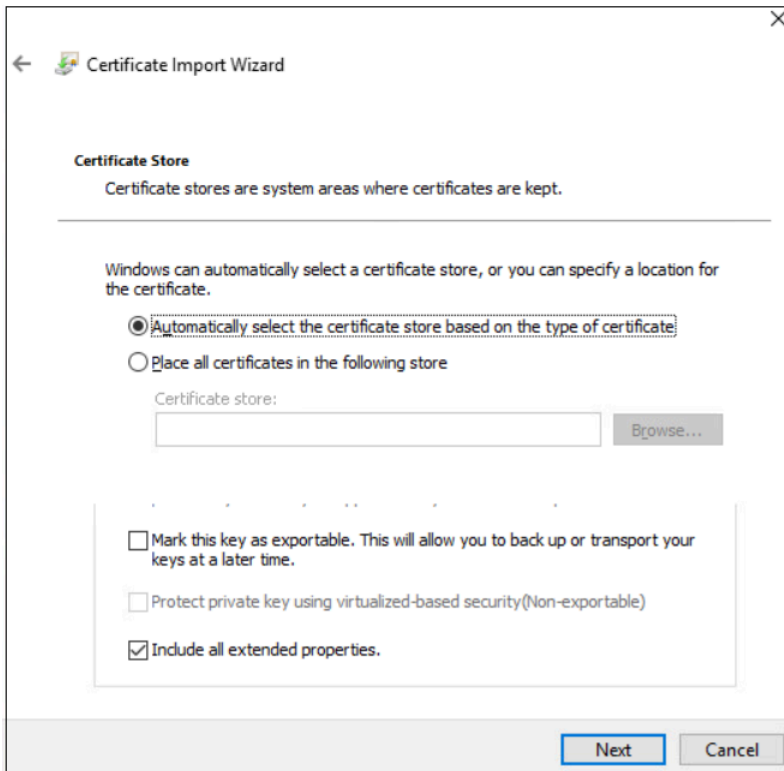 Certificate Import Wizard
Certificate Store
Certificate stores are system areas where certificates are kept.
Windows can automatically select a certificate store, or you can specify a location for
the certificate.
Automatically select the certificate store based on the type of certificate
Place all certificates in the following store
Certificate store:
Browse...
Mark this key as exportable. This will allow you to back up or transport your
keys at a later time.
Protect private key using virtualized-based security(Non-exportable)
Include all extended properties.
Next Cancel